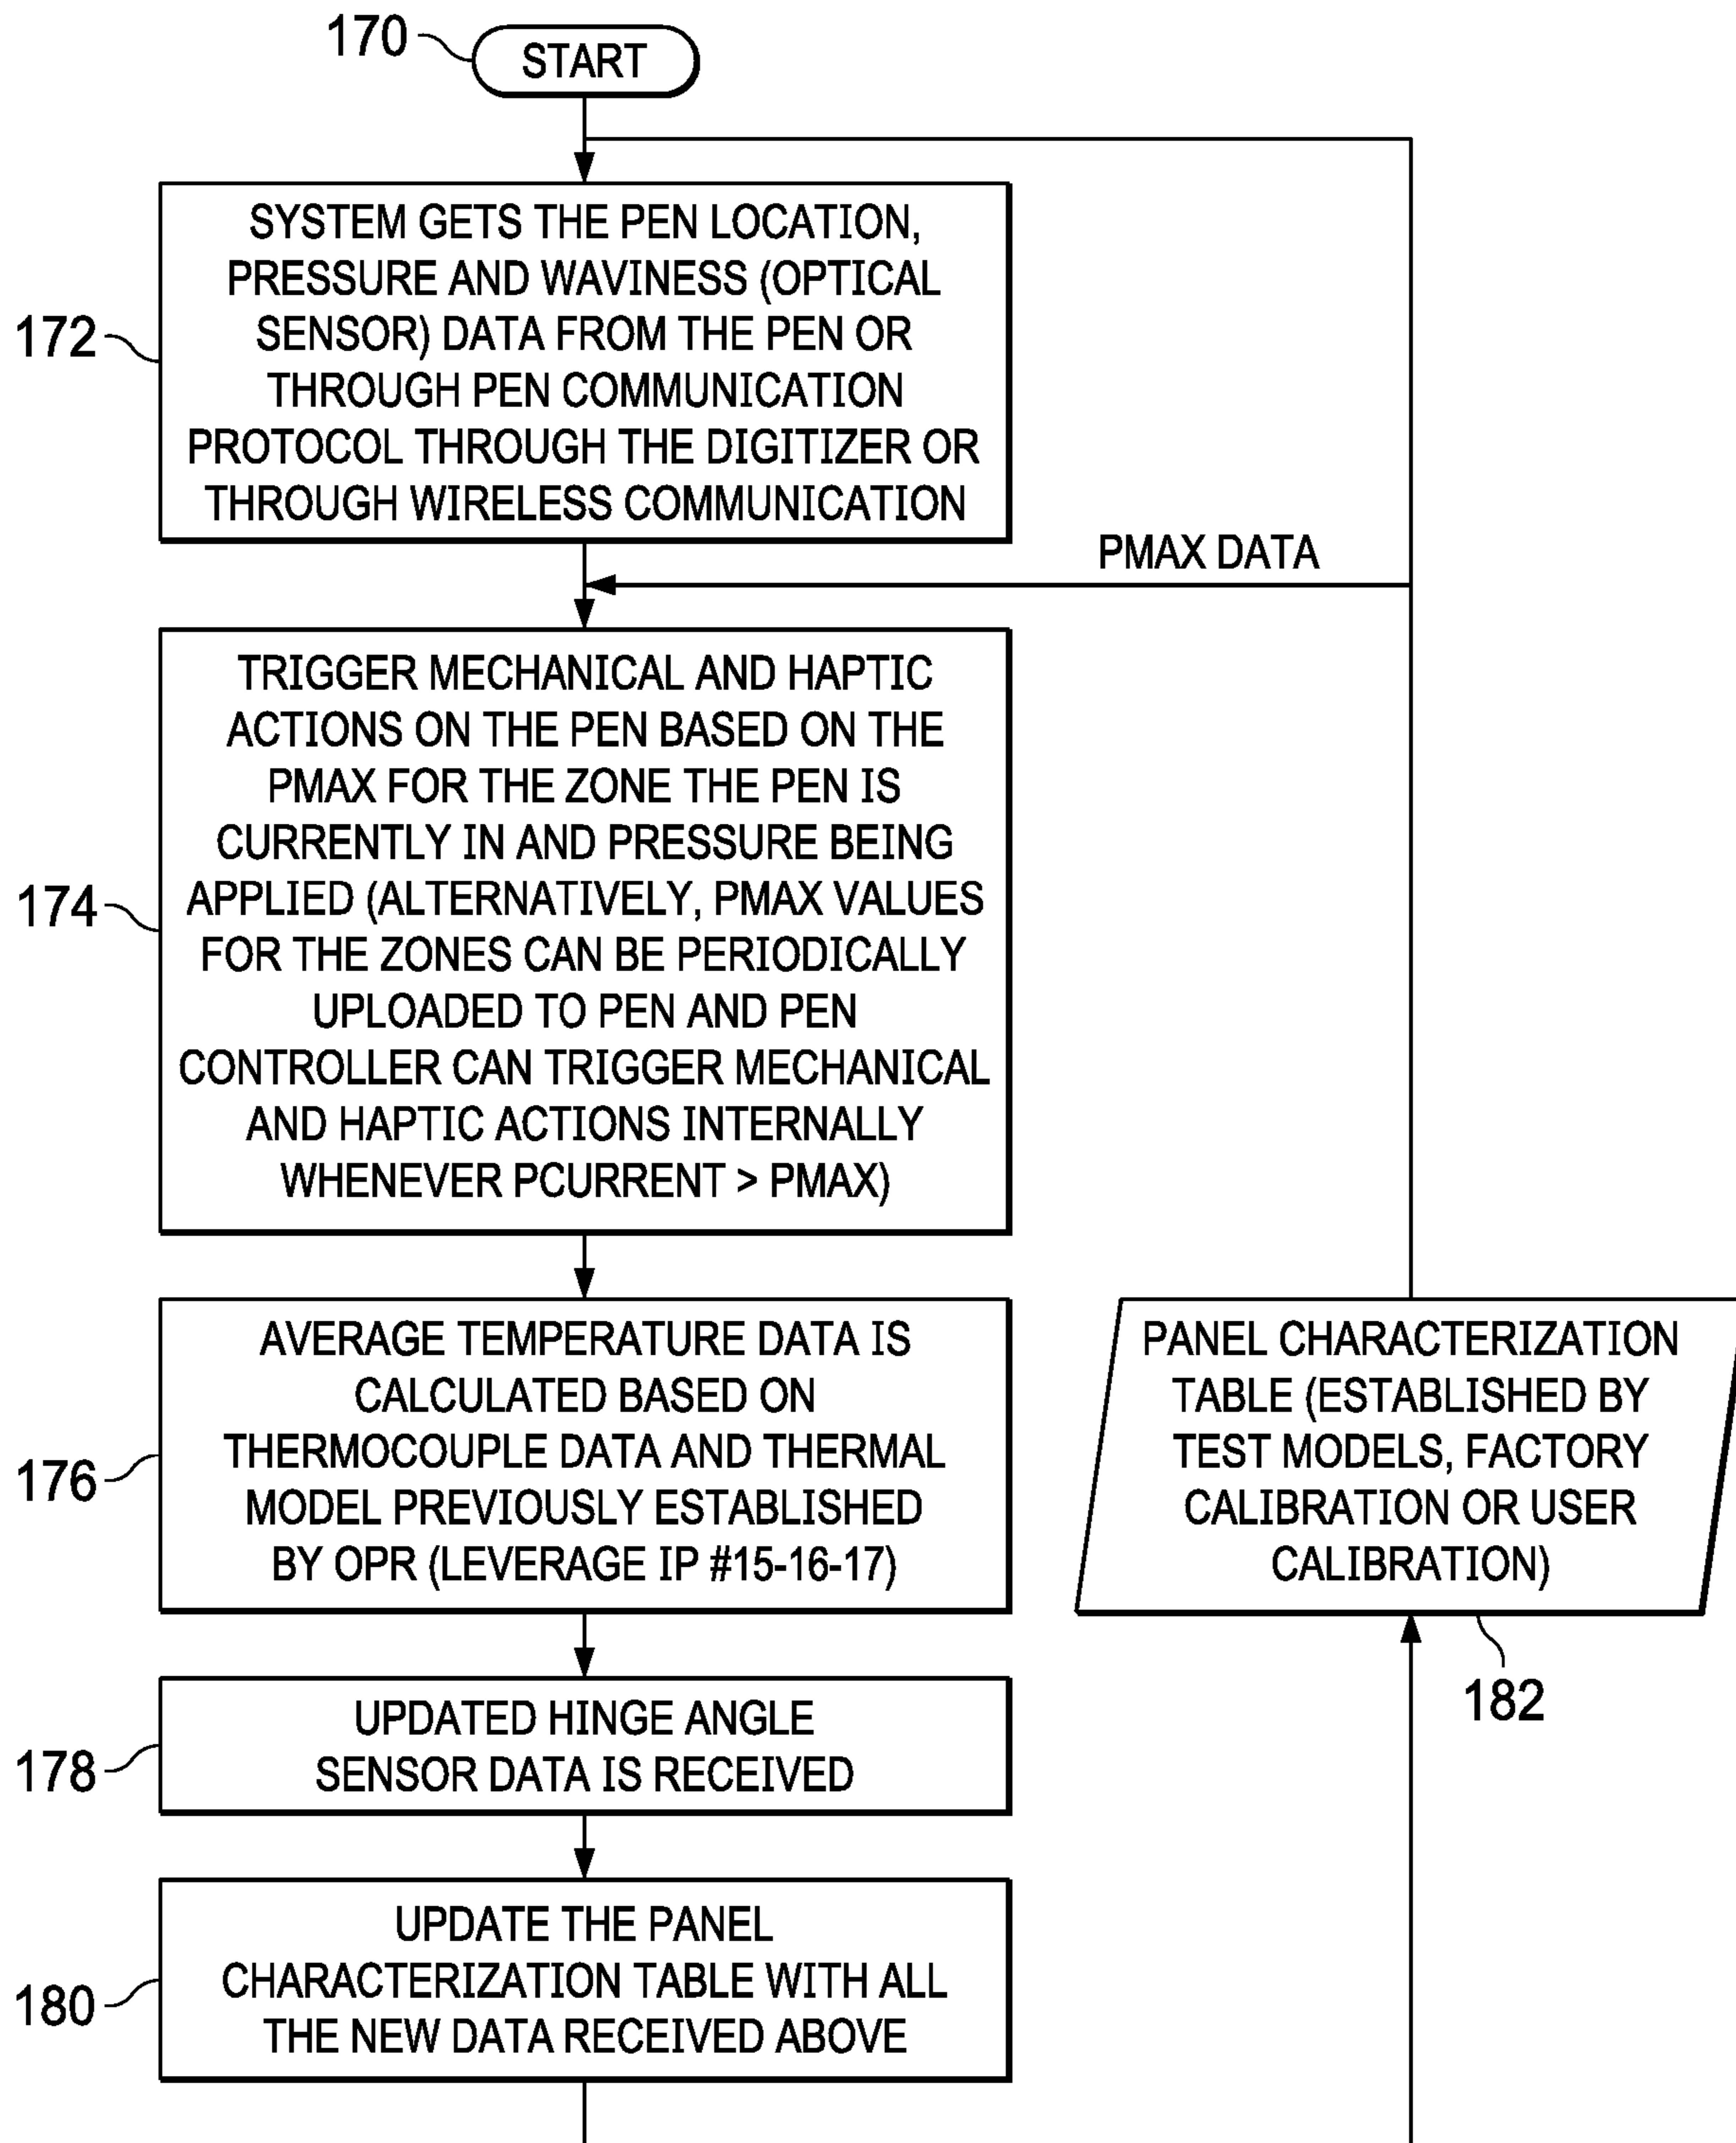 170
START
172
SYSTEM GETS THE PEN LOCATION,
PRESSURE AND WAVINESS (OPTICAL
SENSOR) DATA FROM THE PEN OR
THROUGH PEN COMMUNICATION
PROTOCOL THROUGH THE DIGITIZER OR
THROUGH WIRELESS COMMUNICATION
PMAX DATA
174
TRIGGER MECHANICAL AND HAPTIC
ACTIONS ON THE PEN BASED ON THE
PMAX FOR THE ZONE THE PEN IS
CURRENTLY IN AND PRESSURE BEING
APPLIED (ALTERNATIVELY, PMAX VALUES
FOR THE ZONES CAN BE PERIODICALLY
UPLOADED TO PEN AND PEN
CONTROLLER CAN TRIGGER MECHANICAL
AND HAPTIC ACTIONS INTERNALLY
WHENEVER PCURRENT > PMAX)
176
AVERAGE TEMPERATURE DATA IS
CALCULATED BASED ON
THERMOCOUPLE DATA AND THERMAL
MODEL PREVIOUSLY ESTABLISHED
BY OPR (LEVERAGE IP #15-16-17)
PANEL CHARACTERIZATION
TABLE (ESTABLISHED BY
TEST MODELS, FACTORY
CALIBRATION OR USER
CALIBRATION)
182
178
UPDATED HINGE ANGLE
SENSOR DATA IS RECEIVED
180
UPDATE THE PANEL
CHARACTERIZATION TABLE WITH ALL
THE NEW DATA RECEIVED ABOVE